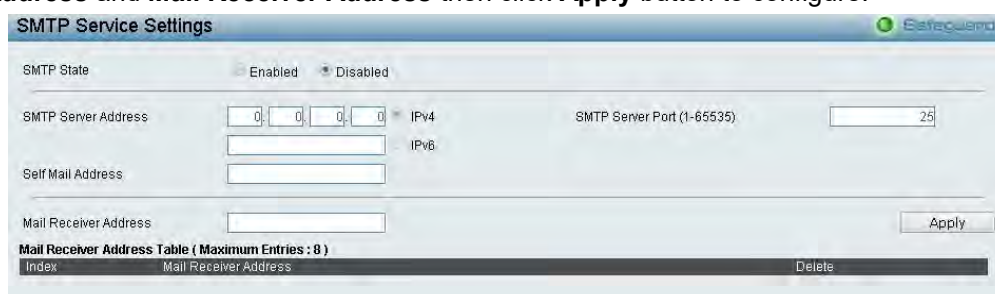 address and Mail Receiver Address then click Apply button to configure.
SMTP Service Settings
Safeguard
SMTP State Enabled Disabled
SMTP Server Address 0. 0. 0. 0 IPv4 SMTP Server Port (1-65535) 25
IPv6
Self Mail Address
Mail Receiver Address Apply
Mail Receiver Address Table ( Maximum Entries : 8 )
Index Mail Receiver Address Delete